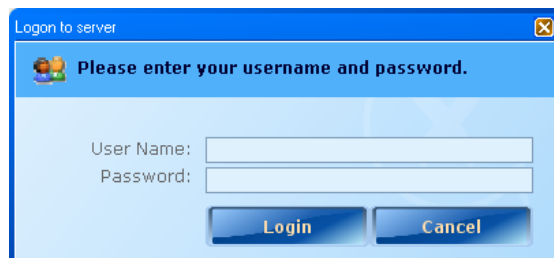 Logon to server
Please enter your username and password.
User Name:
Password:
Login Cancel